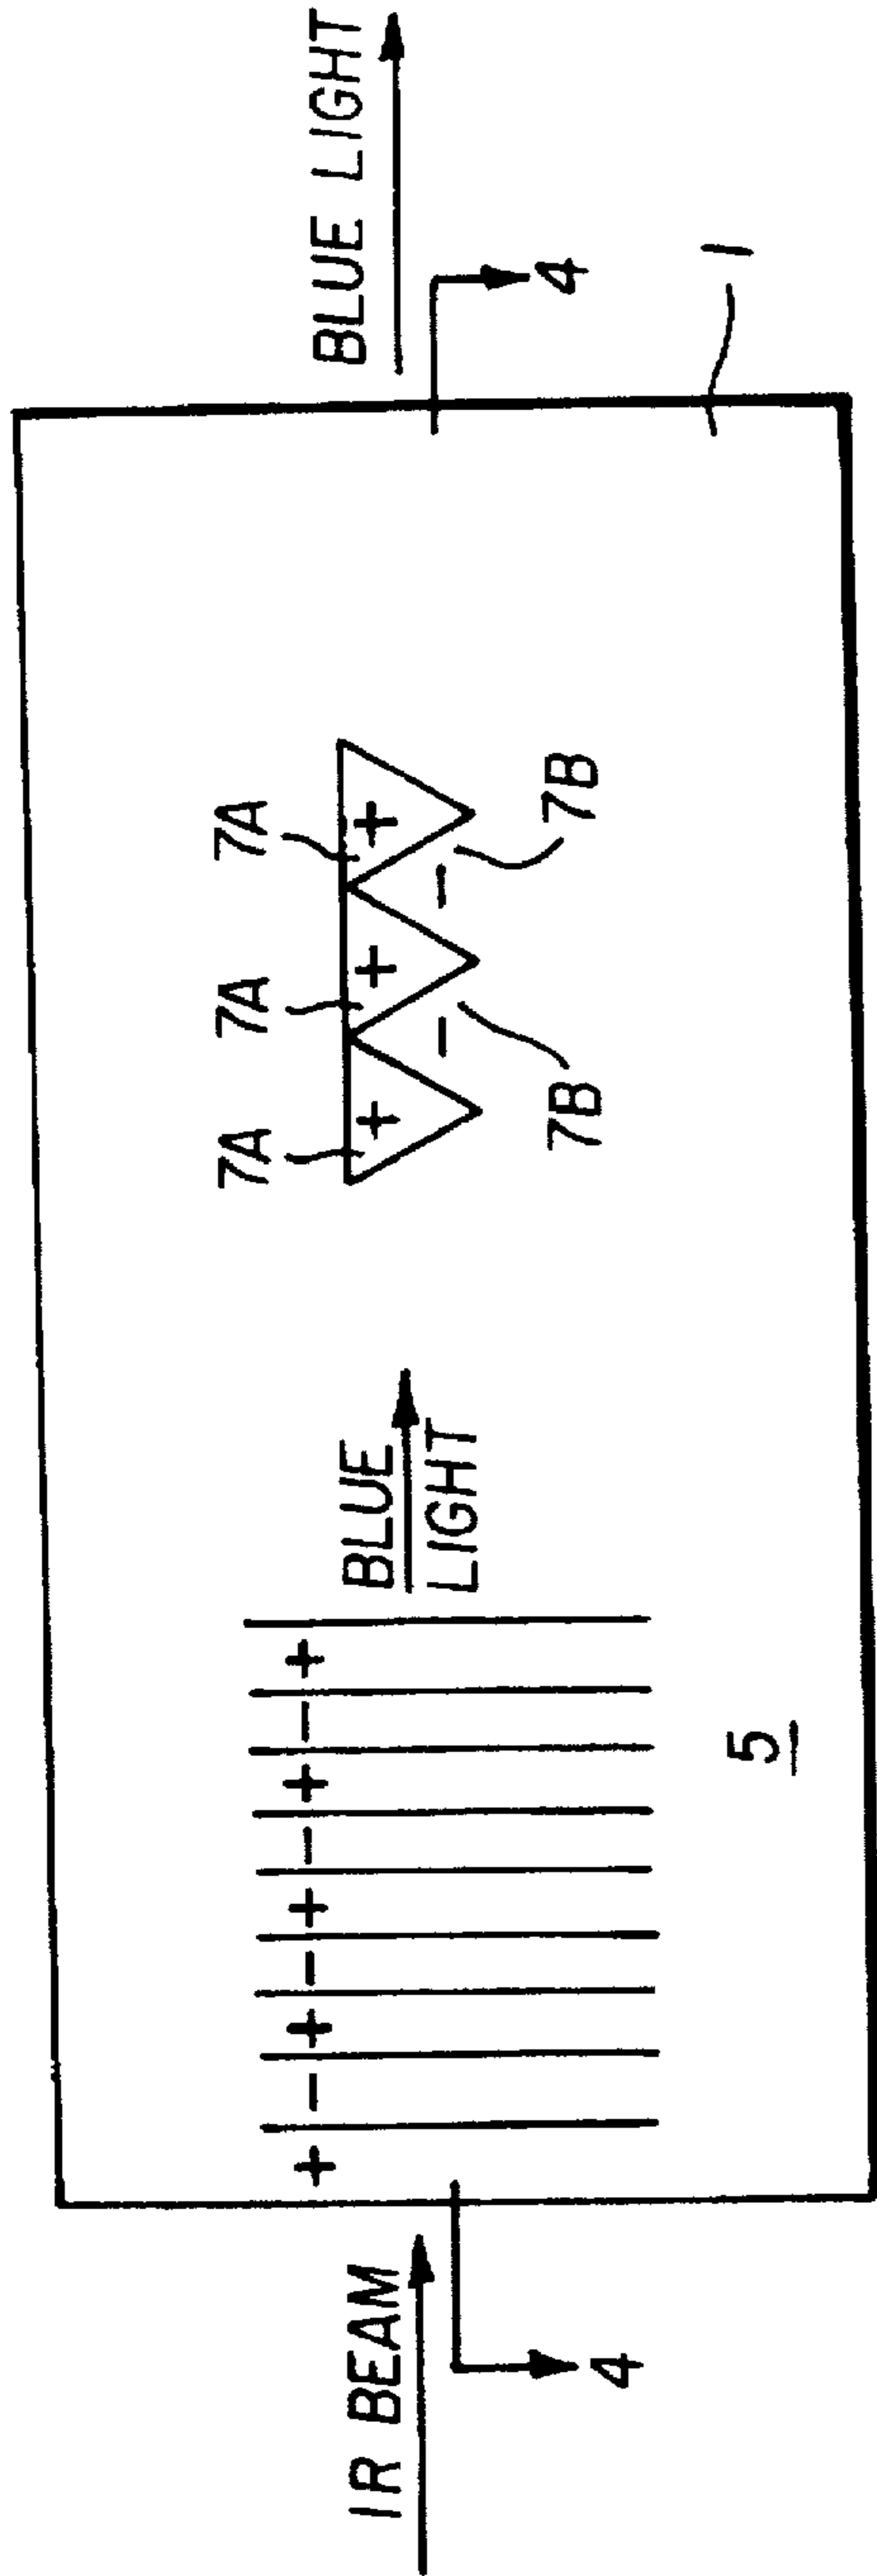 IR BEAM
4
+ - + - + - + - +
5
BLUE
LIGHT
7A 7A 7A
+ + +
- -
7B 7B
BLUE LIGHT
4
1